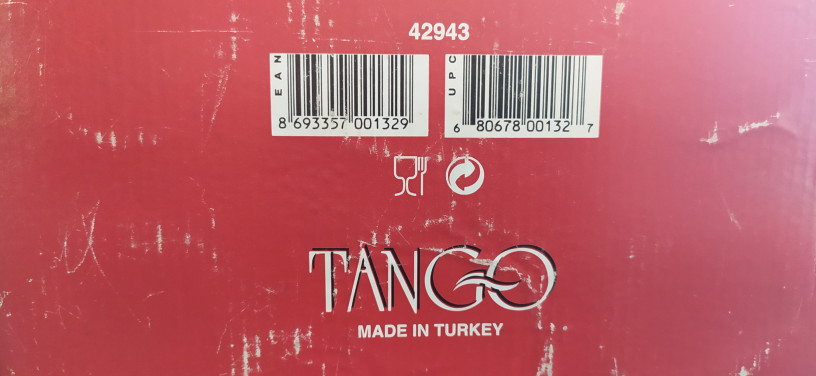 42943
EAN
8 693357 001329
UPC
6 80678 00132 7
TANGO
MADE IN TURKEY